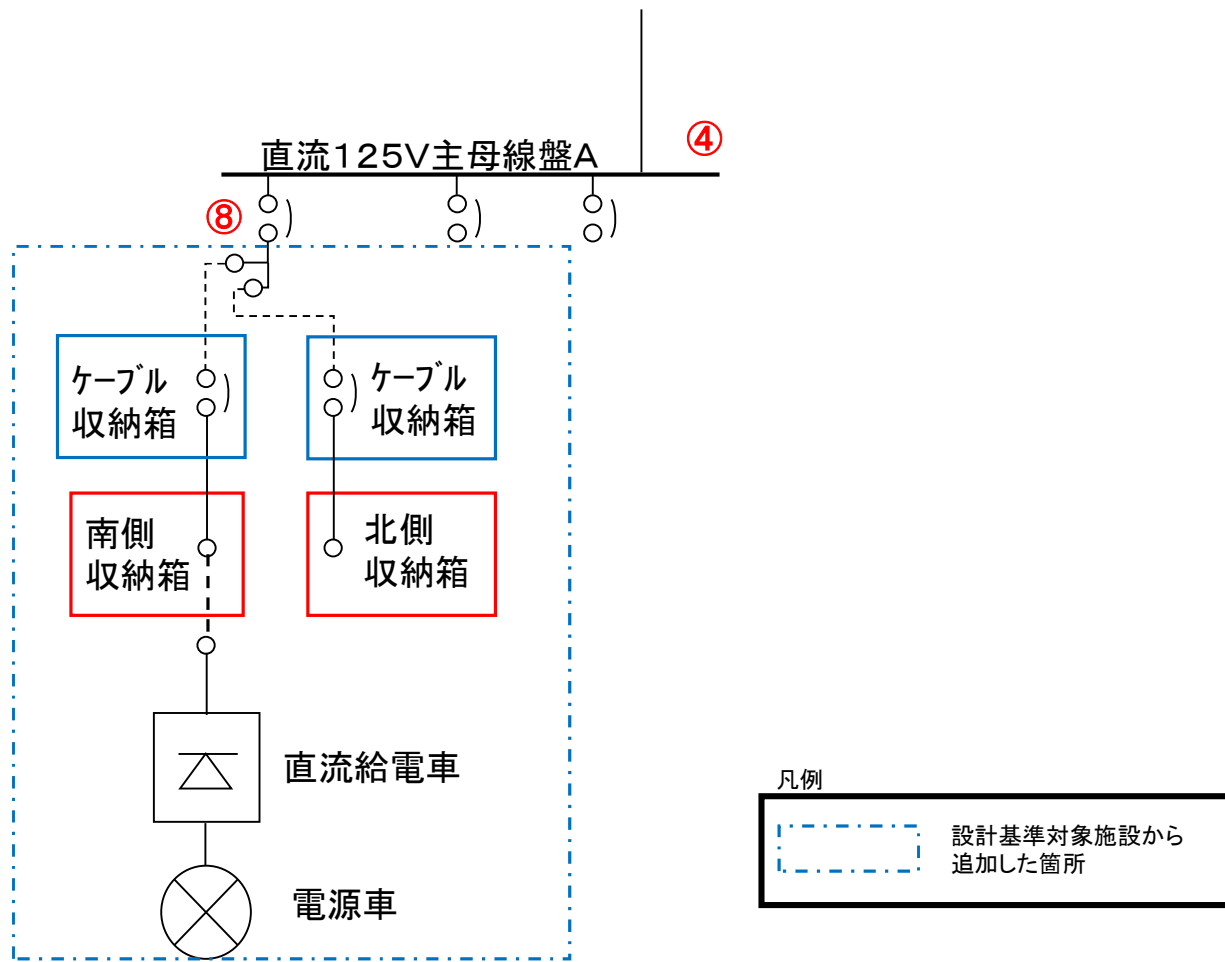 ④
直流125V主母線盤A
⑧
ケーブル
収納箱
ケーブル
収納箱
南側
収納箱
北側
収納箱
直流給電車
電源車
凡例
設計基準対象施設から
追加した箇所